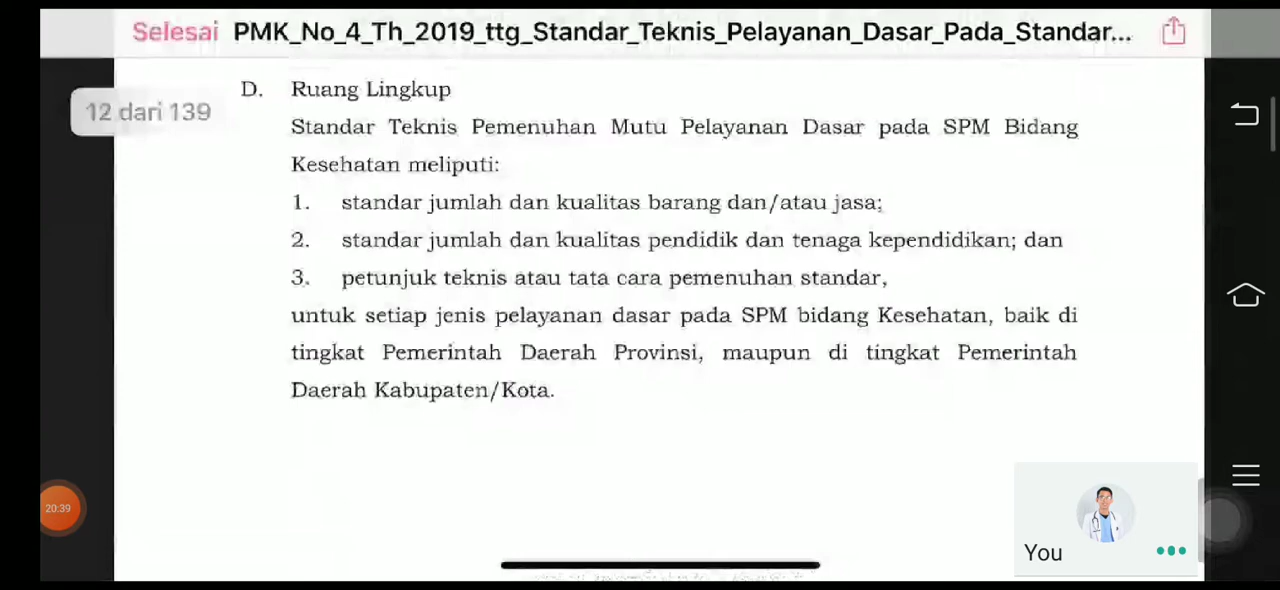 Selesai PMK_No_4_Th_2019_ttg_Standar_Teknis_Pelayanan_Dasar_Pada_Standar...
12 dari 139
D. Ruang Lingkup
Standar Teknis Pemenuhan Mutu Pelayanan Dasar pada SPM Bidang
Kesehatan meliputi:
1. standar jumlah dan kualitas barang dan/atau jasa;
2. standar jumlah dan kualitas pendidik dan tenaga kependidikan; dan
3. petunjuk teknis atau tata cara pemenuhan standar,
untuk setiap jenis pelayanan dasar pada SPM bidang Kesehatan, baik di
tingkat Pemerintah Daerah Provinsi, maupun di tingkat Pemerintah
Daerah Kabupaten/Kota.
20:39
You